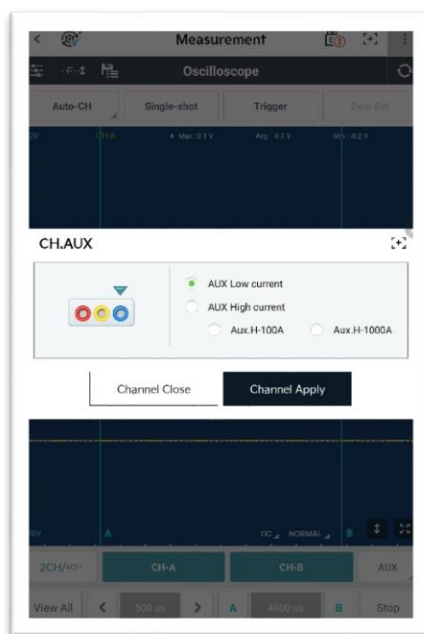 Measurement
Oscilloscope
Auto-CH Single-shot Trigger Zero Set
CH-A Max : 0.1 V Avg. : -0.1 V Min : -0.2 V
CH.AUX
AUX Low current
AUX High current
Aux.H-100A Aux.H-1000A
Channel Close Channel Apply
A DC NORMAL B
2CH/4CH CH-A CH-B AUX
View All < 500 us > A 4800 us B Stop